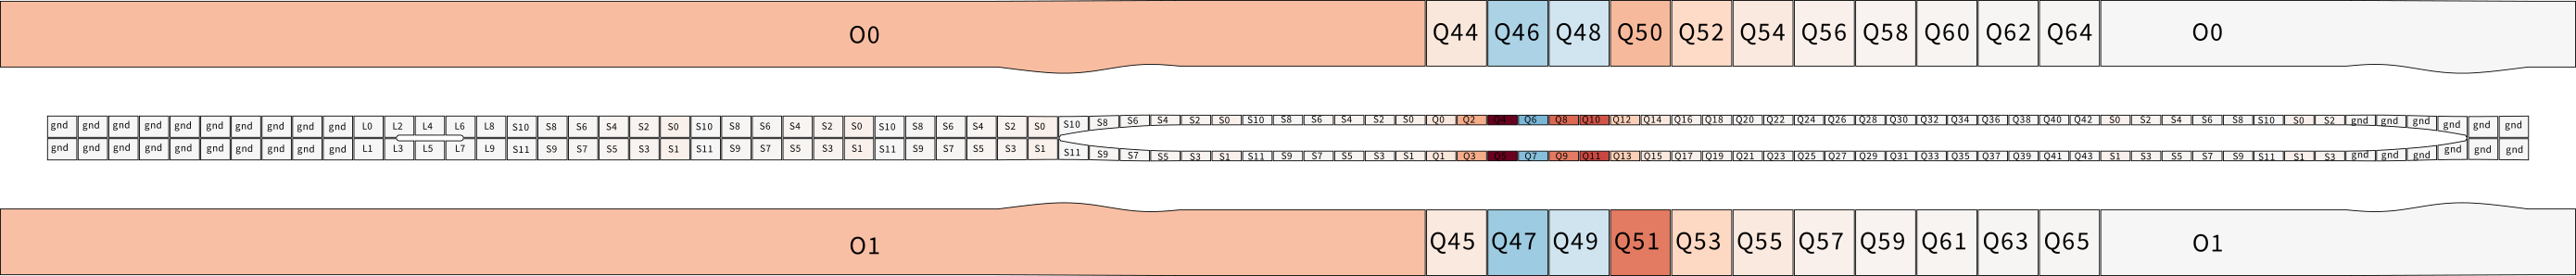 O0 Q44 Q46 Q48 Q50 Q52 Q54 Q56 Q58 Q60 Q62 Q64 O0
gnd gnd gnd gnd gnd gnd gnd gnd gnd gnd L0 L2 L4 L6 L8 S10 S8 S6 S4 S2 S0 S10 S8 S6 S4 S2 S0 S10 S8 S6 S4 S2 S0 S10 S8 S6 S4 S2 S0 S10 S8 S6 S4 S2 S0 Q0 Q2 Q4 Q6 Q8 Q10 Q12 Q14 Q16 Q18 Q20 Q22 Q24 Q26 Q28 Q30 Q32 Q34 Q36 Q38 Q40 Q42 S0 S2 S4 S6 S8 S10 S0 S2 gnd gnd gnd gnd gnd gnd
gnd gnd gnd gnd gnd gnd gnd gnd gnd gnd L1 L3 L5 L7 L9 S11 S9 S7 S5 S3 S1 S11 S9 S7 S5 S3 S1 S11 S9 S7 S5 S3 S1 S11 S9 S7 S5 S3 S1 S11 S9 S7 S5 S3 S1 Q1 Q3 Q5 Q7 Q9 Q11 Q13 Q15 Q17 Q19 Q21 Q23 Q25 Q27 Q29 Q31 Q33 Q35 Q37 Q39 Q41 Q43 S1 S3 S5 S7 S9 S11 S1 S3 gnd gnd gnd gnd gnd gnd
O1 Q45 Q47 Q49 Q51 Q53 Q55 Q57 Q59 Q61 Q63 Q65 O1